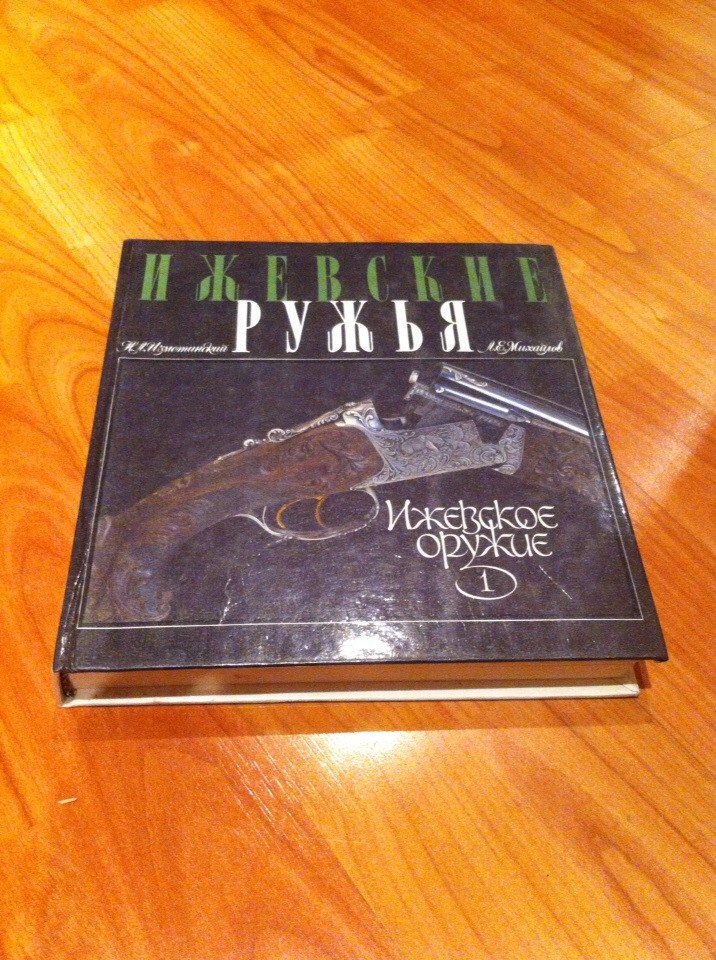 ИЖЕВСКИЕ
РУЖЬЯ
Н.Л.Изметинский
Л.Е.Михайлов
Ижевское
оружие
1